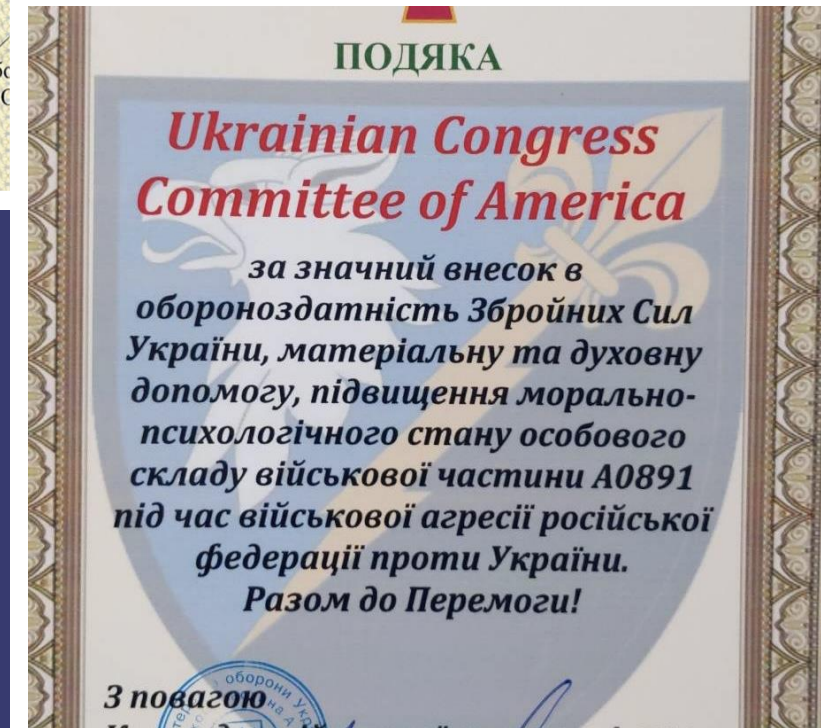 ПОДЯКА
Ukrainian Congress
Committee of America
за значний внесок в
обороноздатність Збройних Сил
України, матеріальну та духовну
допомогу, підвищення морально-
психологічного стану особового
складу військової частини А0891
під час військової агресії російської
федерації проти України.
Разом до Перемоги!
З повагою